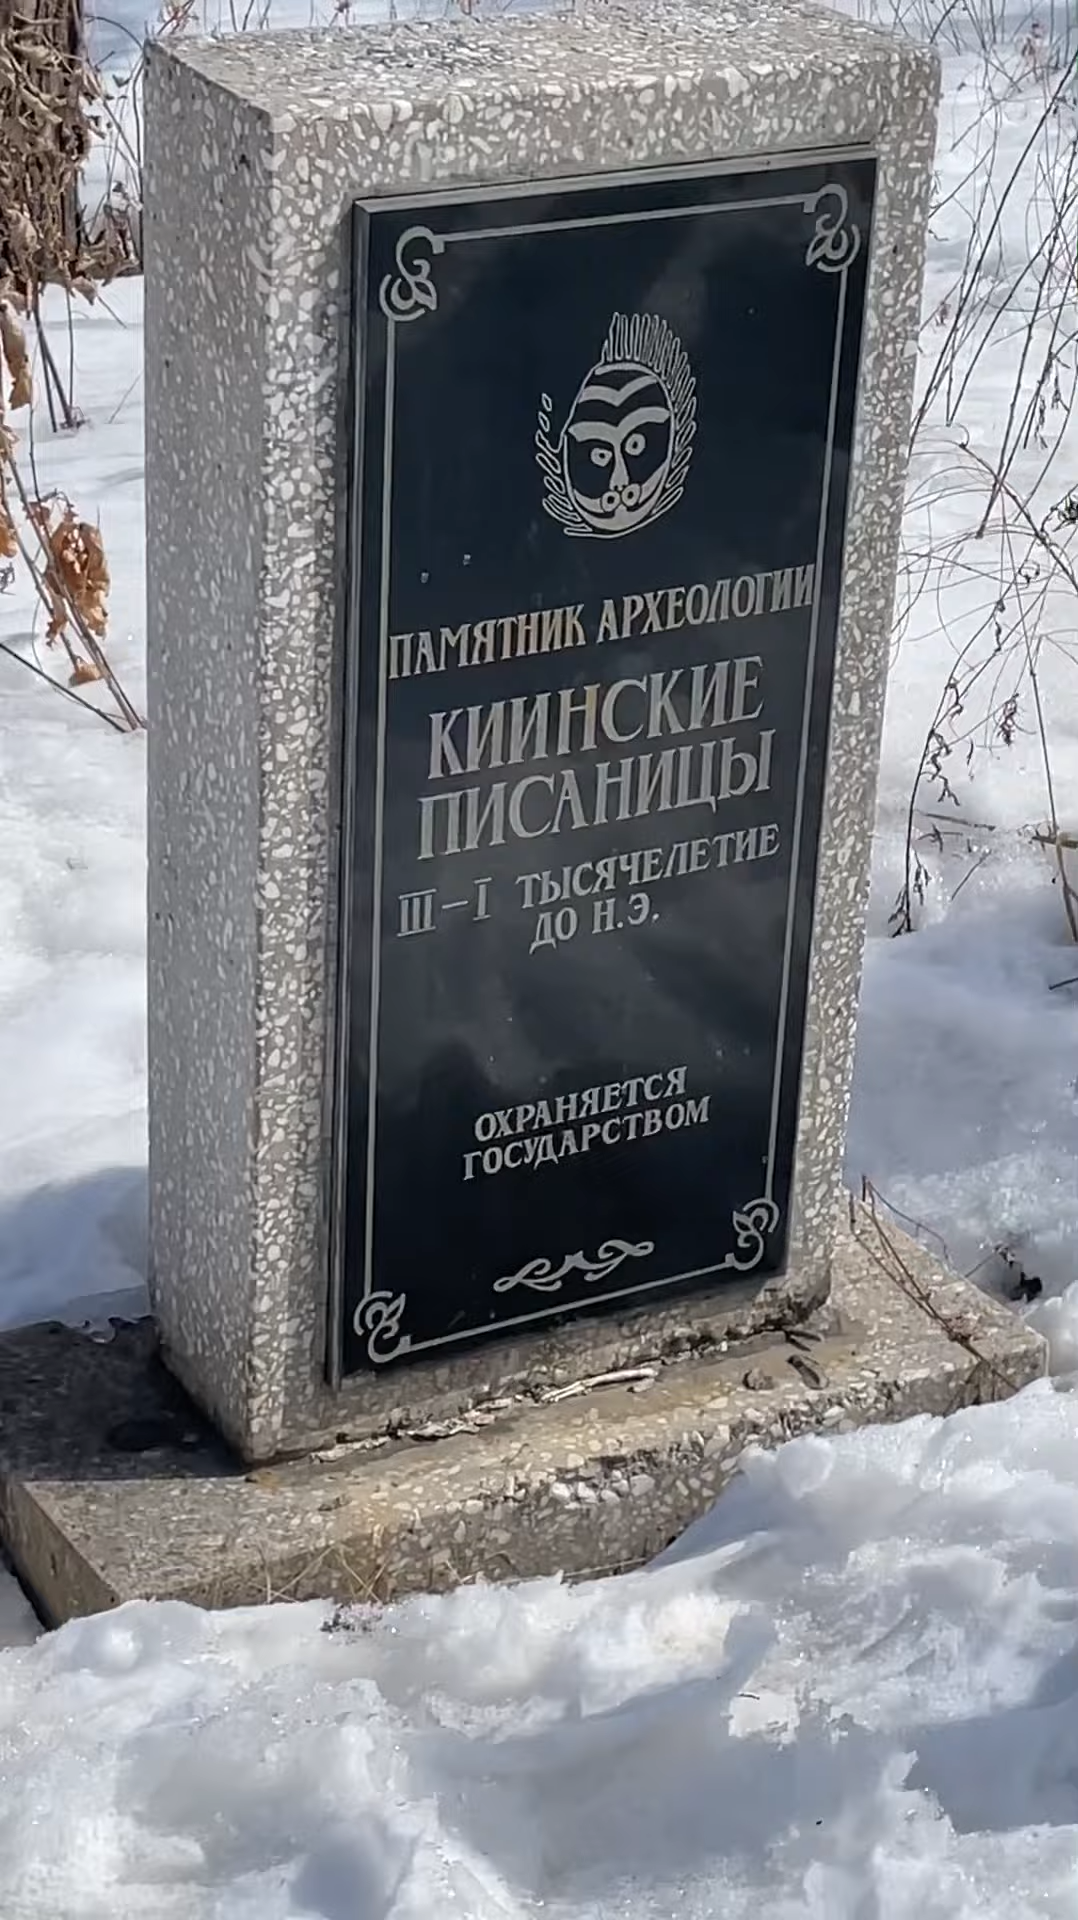 ПАМЯТНИК АРХЕОЛОГИИ
КИИНСКИЕ
ПИСАНИЦЫ
III-I ТЫСЯЧЕЛЕТИЕ
ДО Н.Э.
ОХРАНЯЕТСЯ
ГОСУДАРСТВОМ